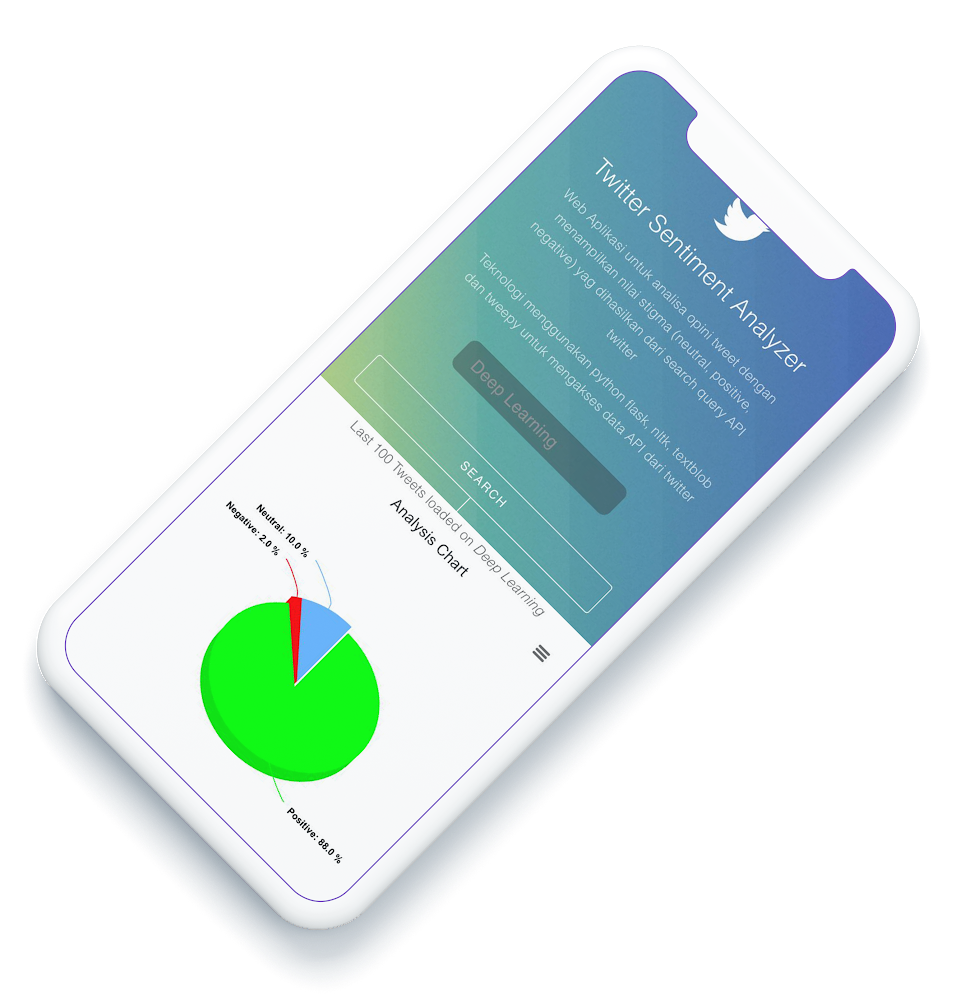 Twitter Sentiment Analyzer
Web Aplikasi untuk analisa opini tweet dengan
menampilkan nilai stigma (neutral, positive,
negative) yag dihasilkan dari search query API
twitter
Teknologi menggunakan python flask, nltk, textblob
dan tweepy untuk mengakses data API dari twitter
Deep Learning
SEARCH
Last 100 Tweets loaded on Deep Learning
Analysis Chart
Neutral: 10.0 %
Negative: 2.0 %
Positive: 88.0 %